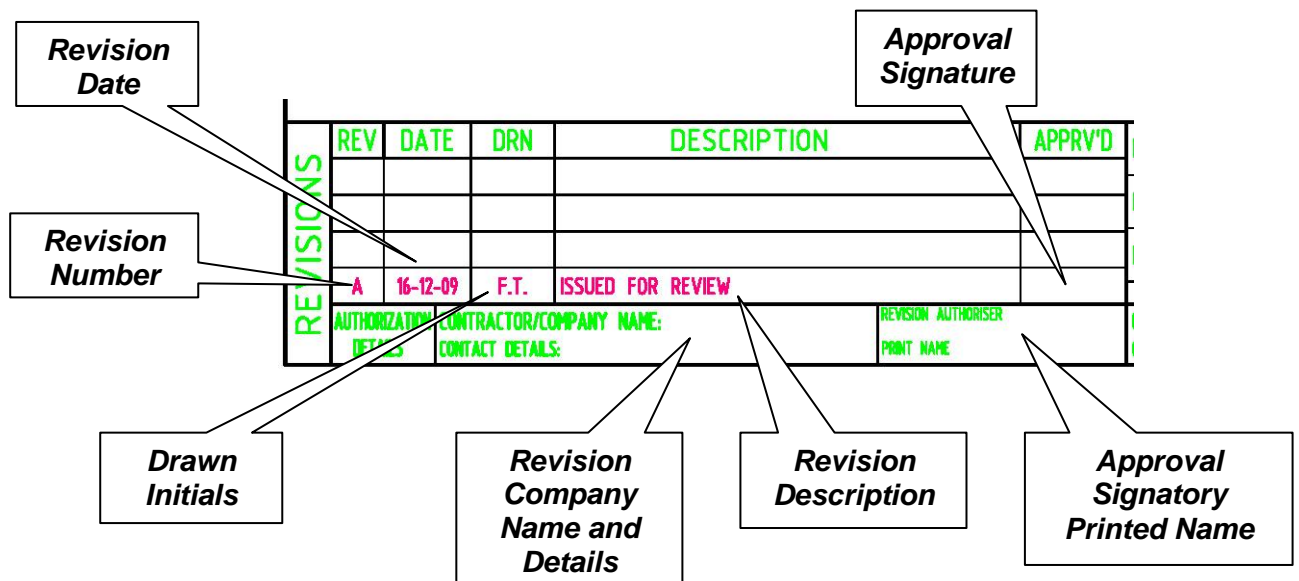 Revision
Date
Approval
Signature
REVISIONS
REV DATE DRN DESCRIPTION APPRV'D
Revision
Number
A 16-12-09 F.T. ISSUED FOR REVIEW
AUTHORIZATION CONTRACTOR/COMPANY NAME: REVISION AUTHORISER
DETAILS CONTACT DETAILS: PRINT NAME
Drawn
Initials
Revision
Company
Name and
Details
Revision
Description
Approval
Signatory
Printed Name